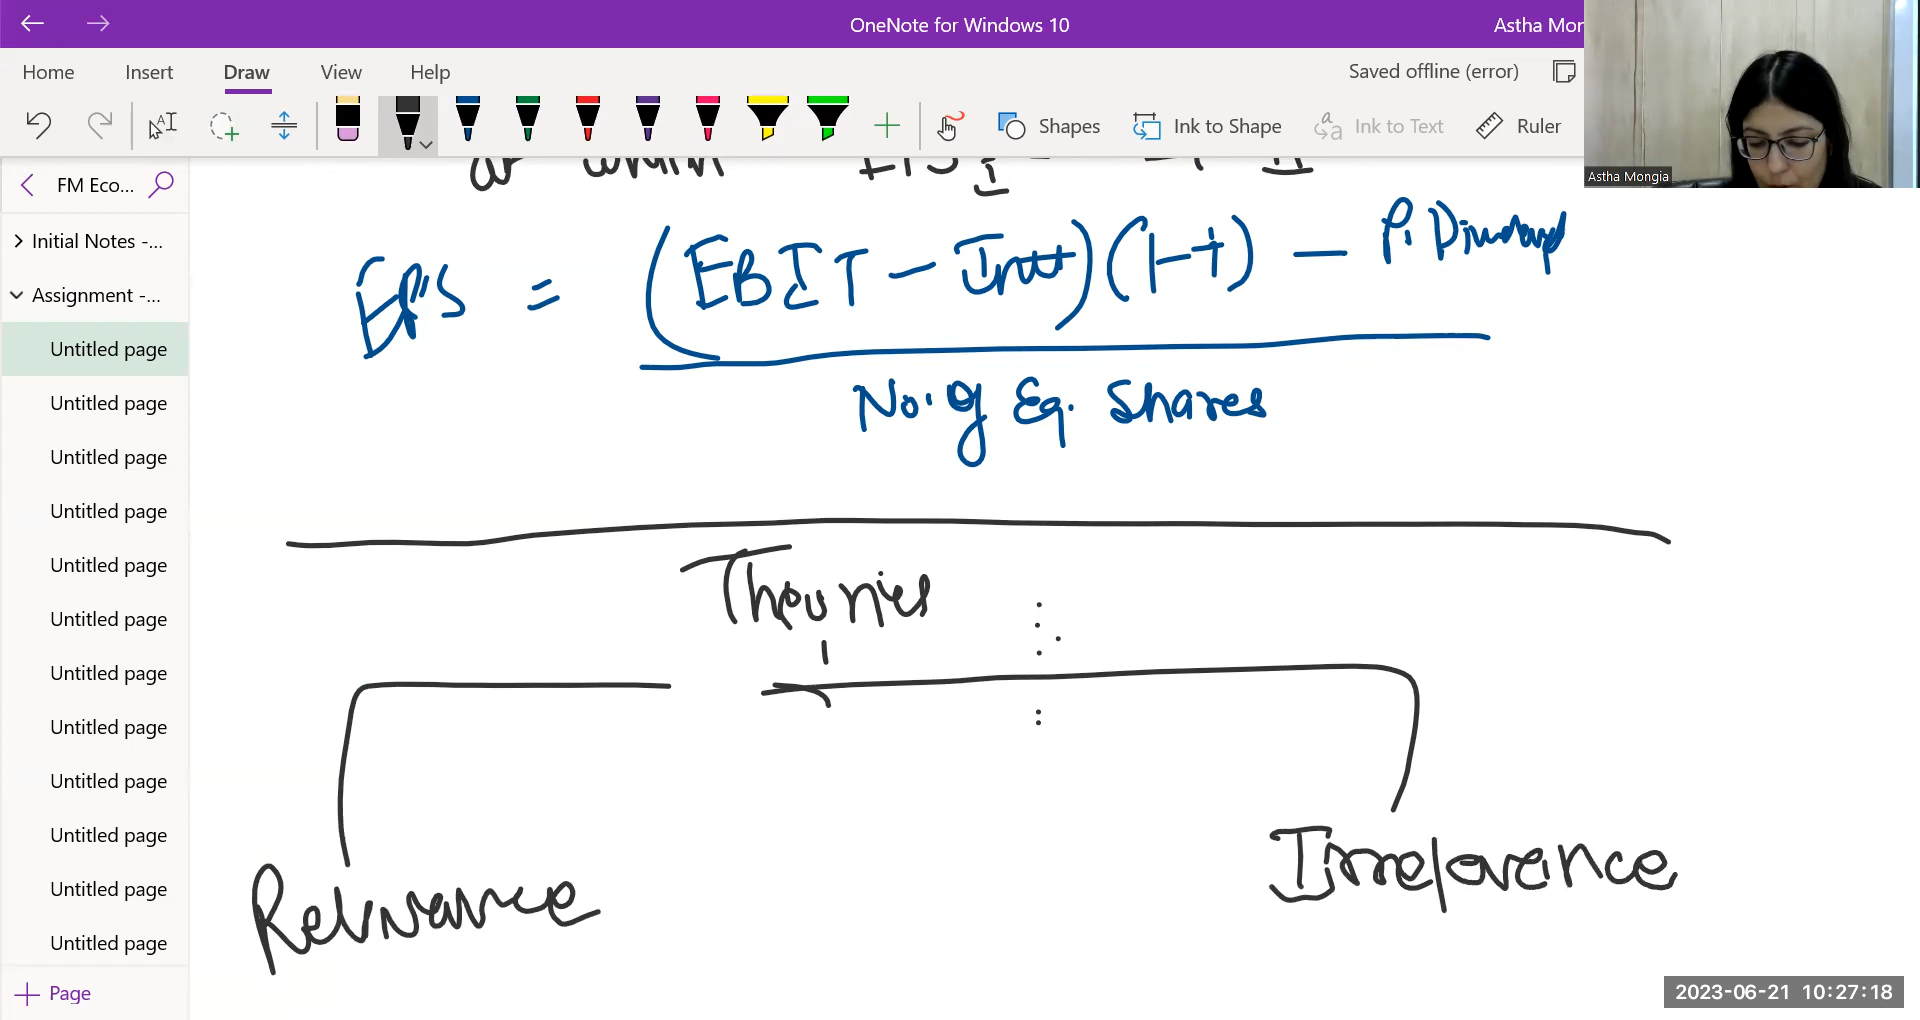 OneNote for Windows 10
Astha Mon
Home Insert Draw View Help
Saved offline (error)
Shapes Ink to Shape Ink to Text Ruler
Astha Mongia
FM Eco...
Initial Notes -...
Assignment -...
Untitled page
Untitled page
Untitled page
Untitled page
Untitled page
Untitled page
Untitled page
Untitled page
Untitled page
Untitled page
Untitled page
Untitled page
Page
EPS = (EBIT - Intt)(1-t) - P. Dividend
No. of Eq. Shares
Theories
Relevance
Irrelevance
2023-06-21 10:27:18